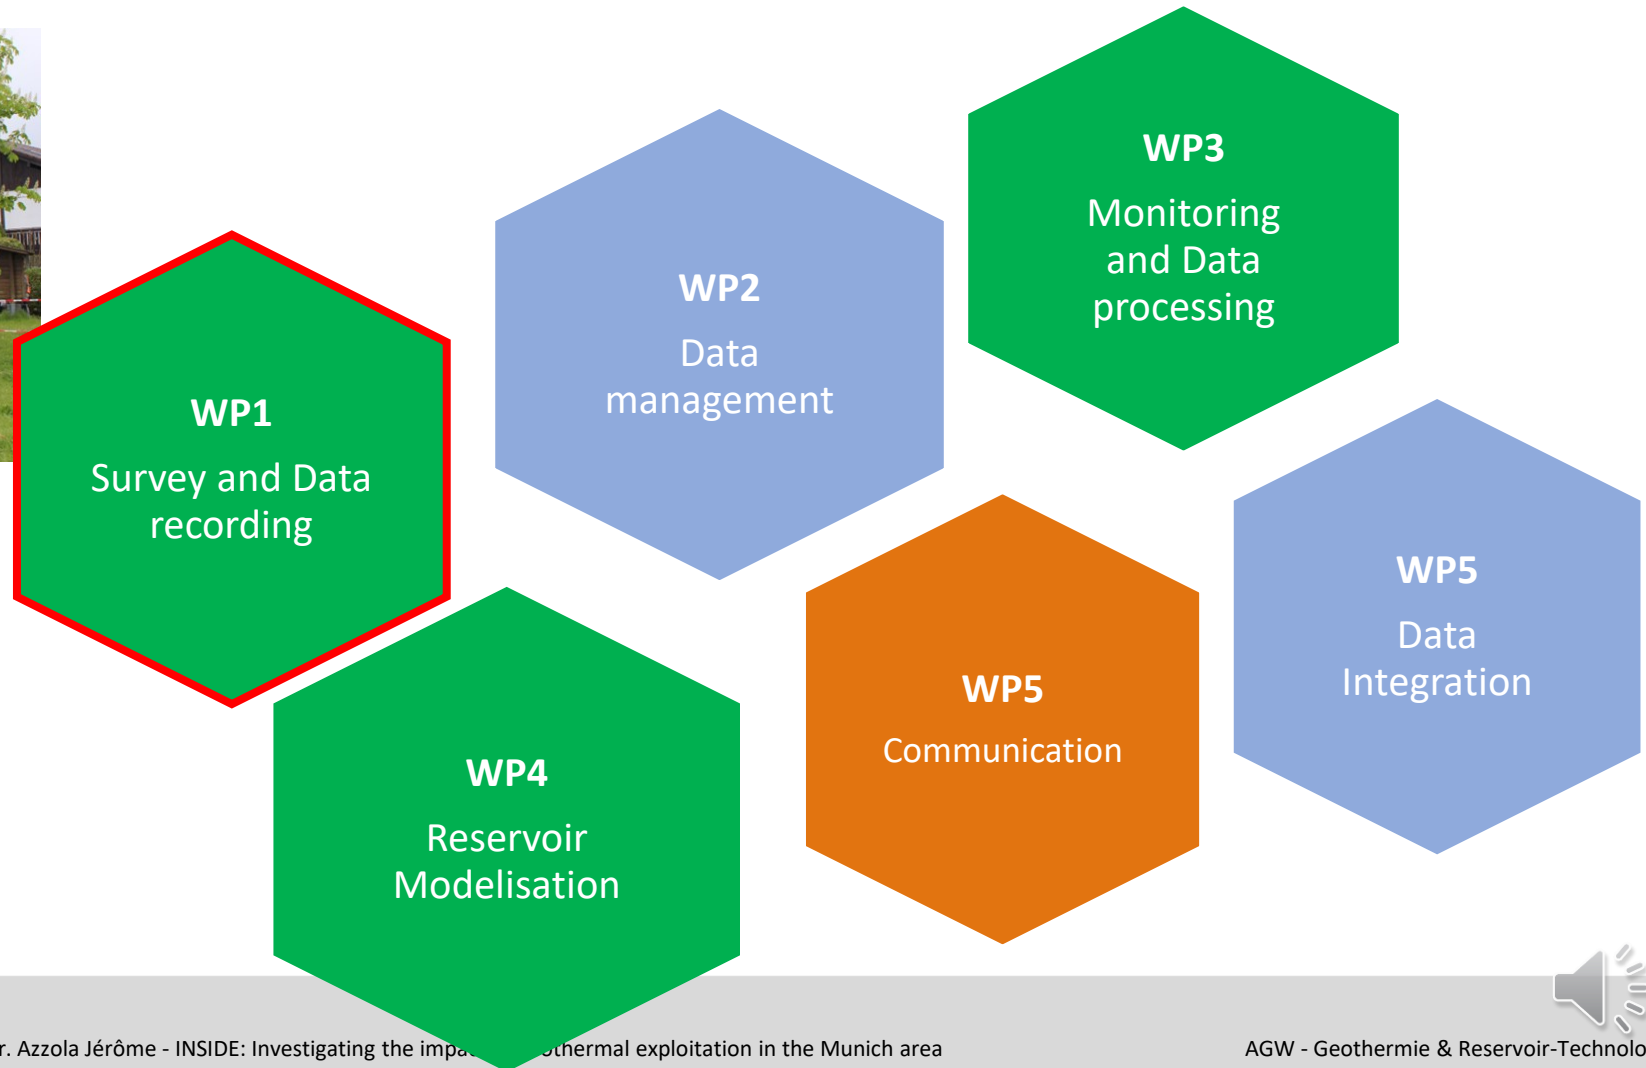 WP1
Survey and Data
recording
WP2
Data
management
WP3
Monitoring
and Data
processing
WP4
Reservoir
Modelisation
WP5
Communication
WP5
Data
Integration
r. Azzola Jérôme - INSIDE: Investigating the impa thermal exploitation in the Munich area
AGW - Geothermie & Reservoir-Technolo